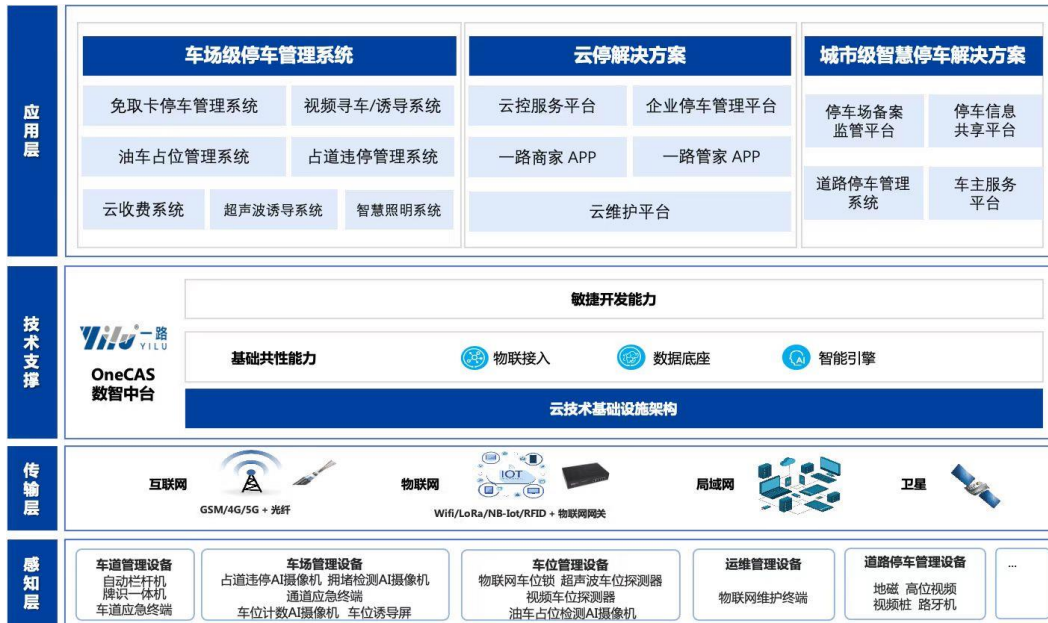 应用层
车场级停车管理系统
免取卡停车管理系统
视频寻车/诱导系统
油车占位管理系统
占道违停管理系统
云收费系统
超声波诱导系统
智慧照明系统
云停解决方案
云控服务平台
企业停车管理平台
一路商家 APP
一路管家 APP
云维护平台
城市级智慧停车解决方案
停车场备案
监管平台
停车信息
共享平台
道路停车管理
系统
车主服务
平台
技术支撑
Yilu 一路
YILU
OneCAS
数智中台
敏捷开发能力
基础共性能力
物联接入
数据底座
AI
智能引擎
云技术基础设施架构
传输层
互联网
GSM/4G/5G + 光纤
物联网
IOT
Wifi/LoRa/NB-Iot/RFID + 物联网网关
局域网
卫星
感知层
车道管理设备
自动栏杆机
牌识一体机
车道应急终端
车场管理设备
占道违停AI摄像机 拥堵检测AI摄像机
通道应急终端
车位计数AI摄像机 车位诱导屏
车位管理设备
物联网车位锁 超声波车位探测器
视频车位探测器
油车占位检测AI摄像机
运维管理设备
物联网维护终端
道路停车管理设备
地磁 高位视频
视频桩 路牙机
...